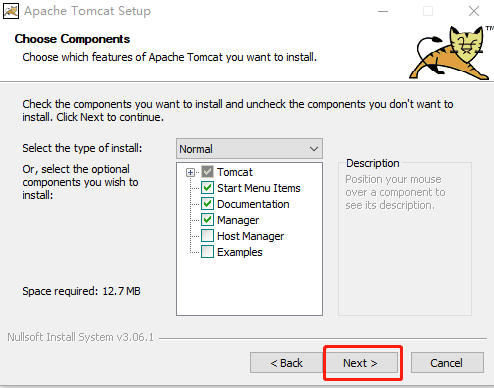 Apache Tomcat Setup
Choose Components
Choose which features of Apache Tomcat you want to install.
TM
Check the components you want to install and uncheck the components you don't want to
install. Click Next to continue.
Select the type of install:
Normal
Or, select the optional
components you wish to
install:
Tomcat
Start Menu Items
Documentation
Manager
Host Manager
Examples
Description
Position your mouse
over a component to
see its description.
Space required: 12.7 MB
Nullsoft Install System v3.06.1
< Back
Next >
Cancel